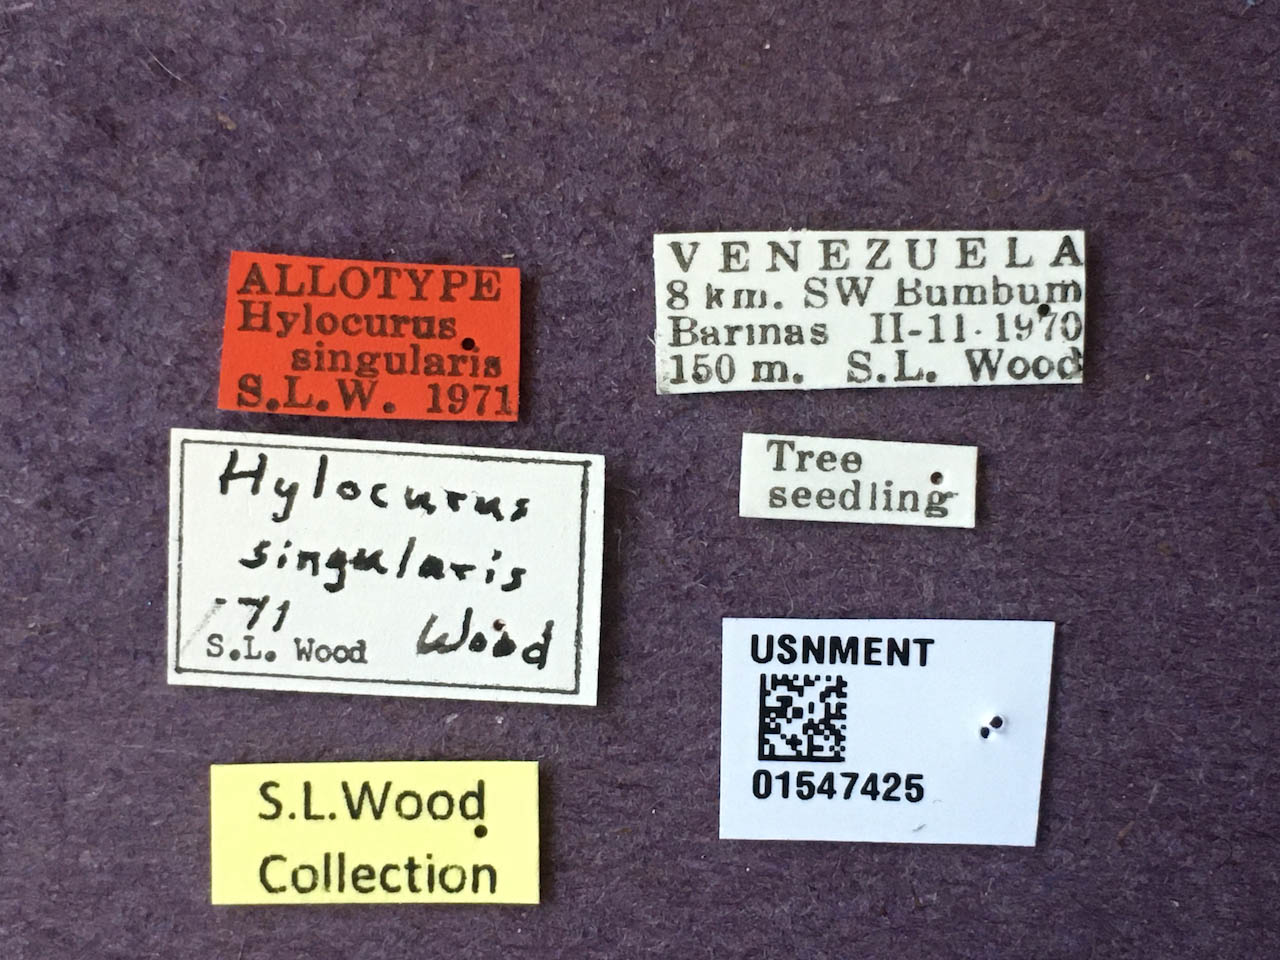 ALLOTYPE
Hylocurus
singularis
S.L.W. 1971
VENEZUELA
8 km. SW Bumbum
Barinas II-11-1970
150 m. S.L. Wood
Hylocurus
singularis
'71 Wood
S.L. Wood
Tree
seedling
USNMENT
01547425
S.L.Wood
Collection